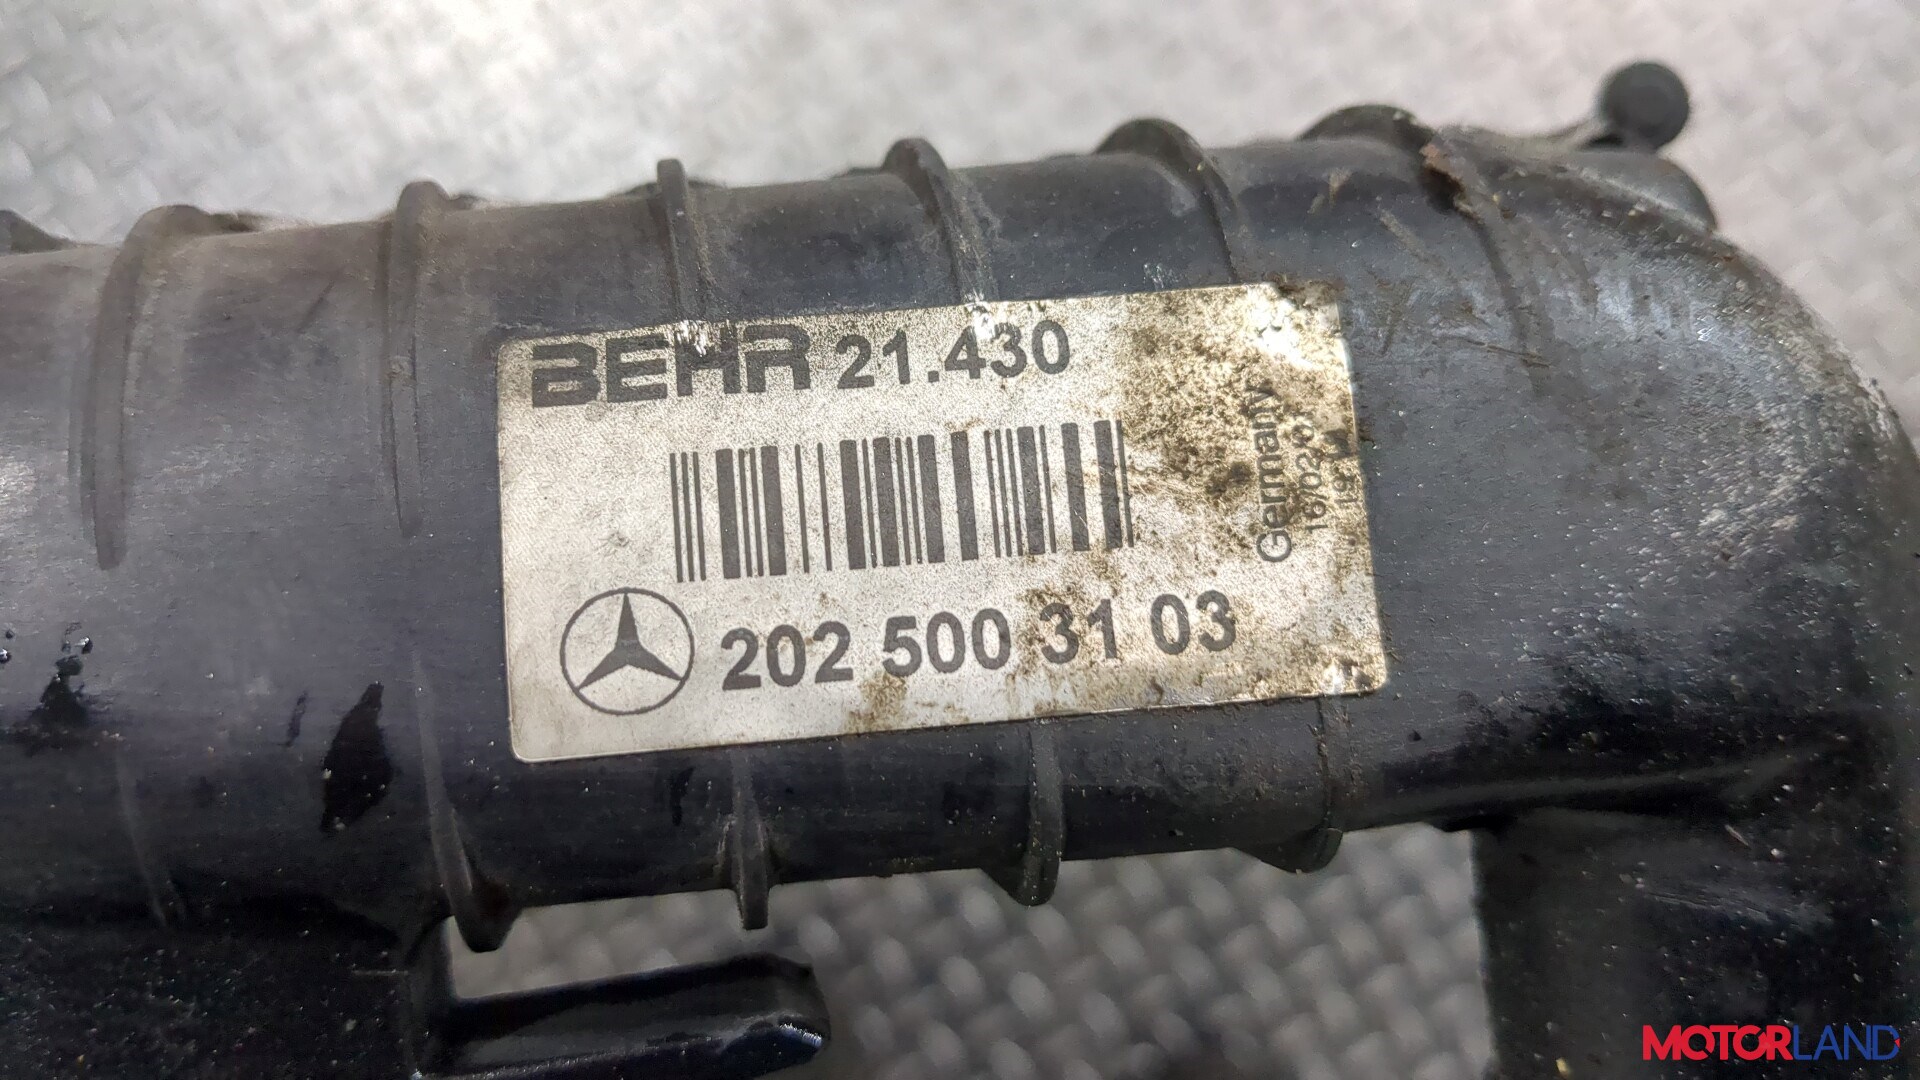 BEHR 21.430
202 500 31 03
Germany
MOTORLAND